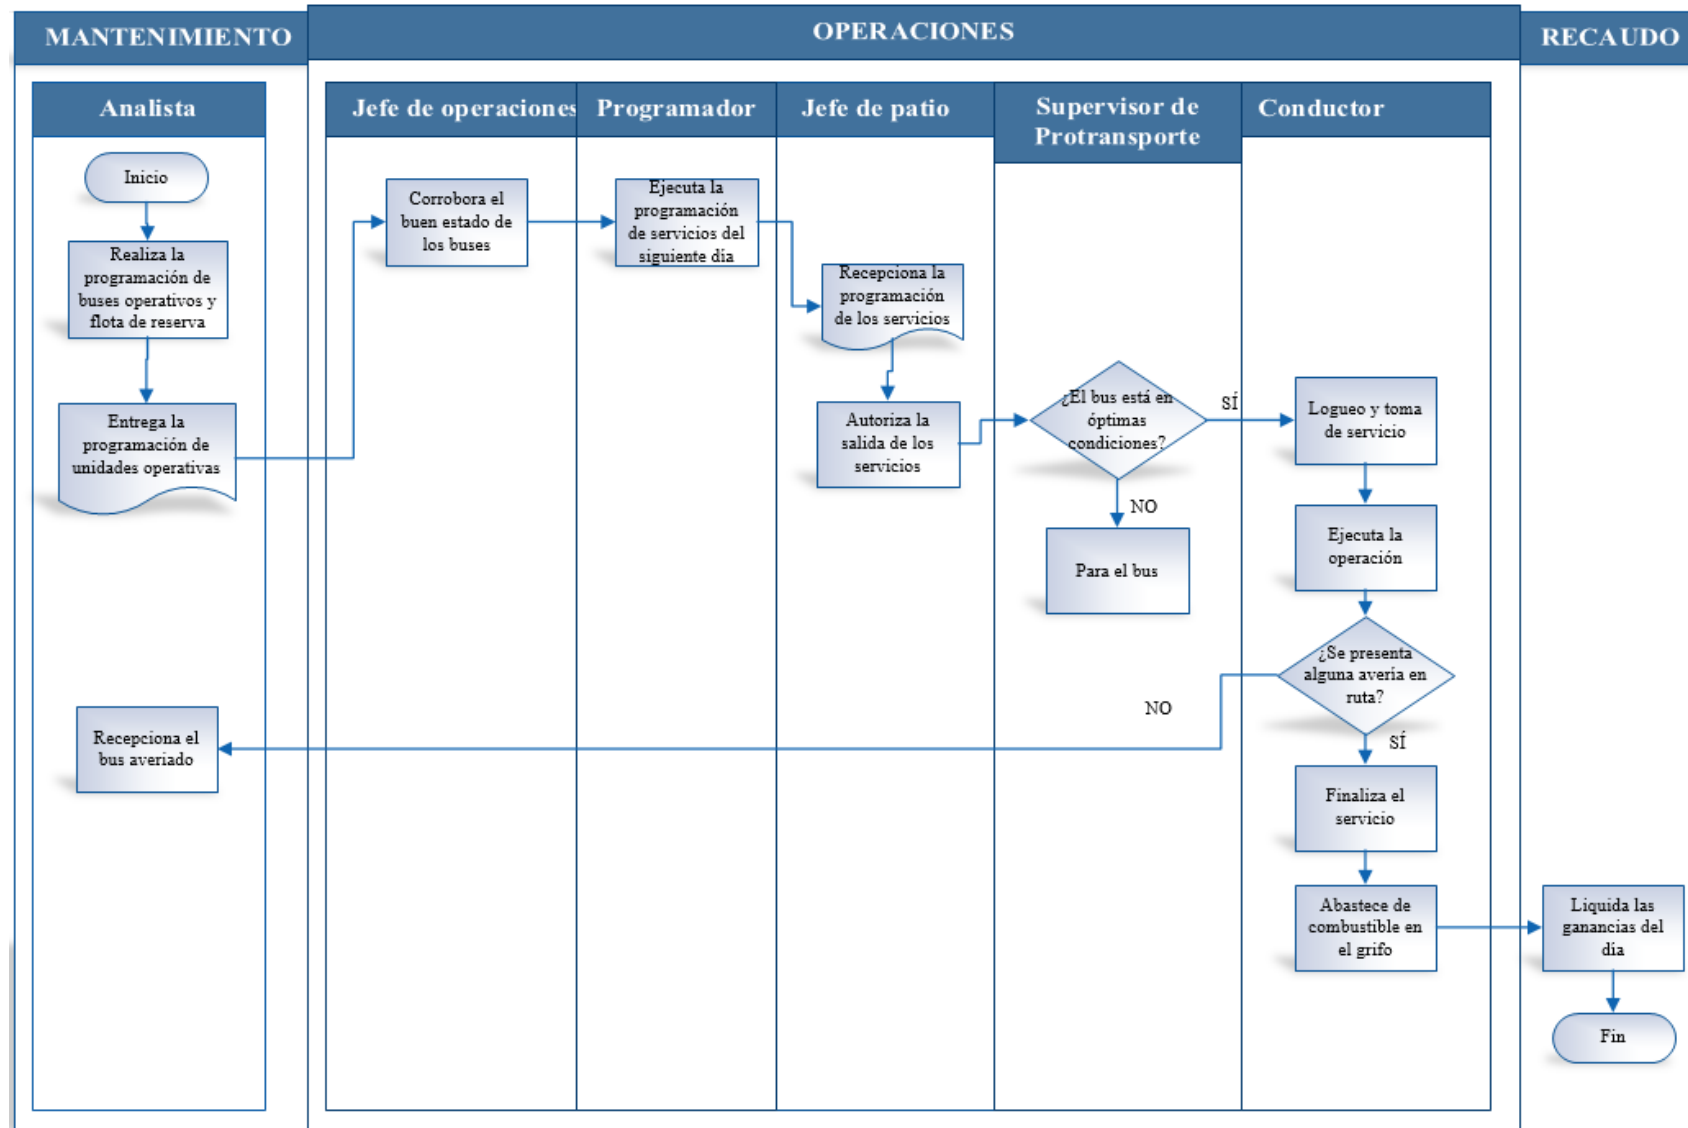 MANTENIMIENTO
OPERACIONES
RECAUDO
Analista
Jefe de operaciones
Programador
Jefe de patio
Supervisor de
Protransporte
Conductor
Inicio
Realiza la
programación de
buses operativos y
flota de reserva
Entrega la
programación de
unidades operativas
Corrobora el
buen estado de
los buses
Ejecuta la
programación
de servicios del
siguiente día
Recepciona la
programación
de los servicios
Autoriza la
salida de los
servicios
¿El bus está en
óptimas
condiciones?
SÍ
NO
Para el bus
Logueo y toma
de servicio
Ejecuta la
operación
¿Se presenta
alguna avería en
ruta?
NO
SÍ
Recepciona el
bus averiado
Finaliza el
servicio
Abastece de
combustible en
el grifo
Liquida las
ganancias del
día
Fin